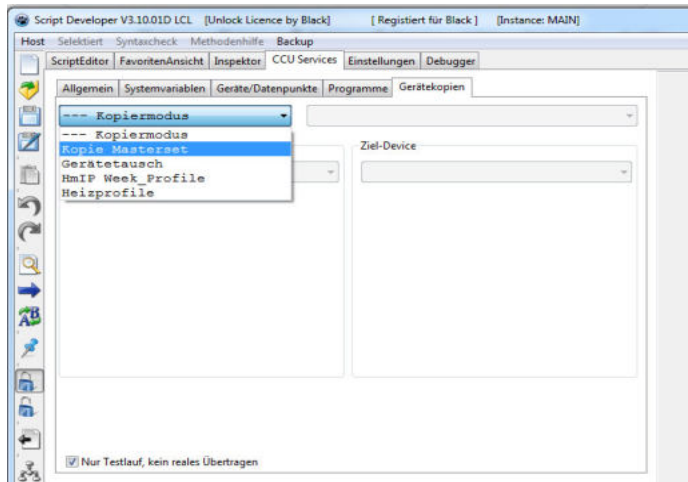 Script Developer V3.10.01D LCL [Unlock Licence by Black] [ Registiert für Black ] [Instance: MAIN]
Host Selektiert Syntaxcheck Methodenhilfe Backup
ScriptEditor FavoritenAnsicht Inspektor CCU Services Einstellungen Debugger
Allgemein Systemvariablen Geräte/Datenpunkte Programme Gerätekopien
--- Kopiermodus
--- Kopiermodus
Kopie Masterset
Gerätetausch
HmIP Week_Profile
Heizprofile
Ziel-Device
Nur Testlauf, kein reales Übertragen